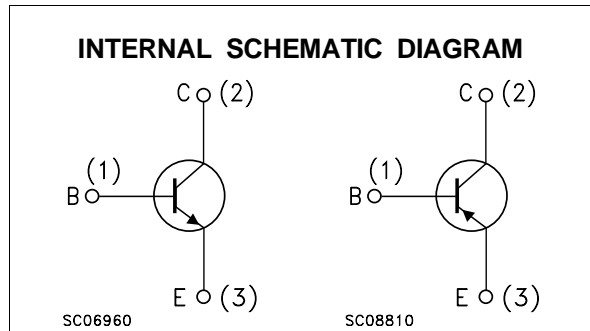 INTERNAL SCHEMATIC DIAGRAM
C (2)
(1)
B
E (3)
SC06960
C (2)
(1)
B
E (3)
SC08810